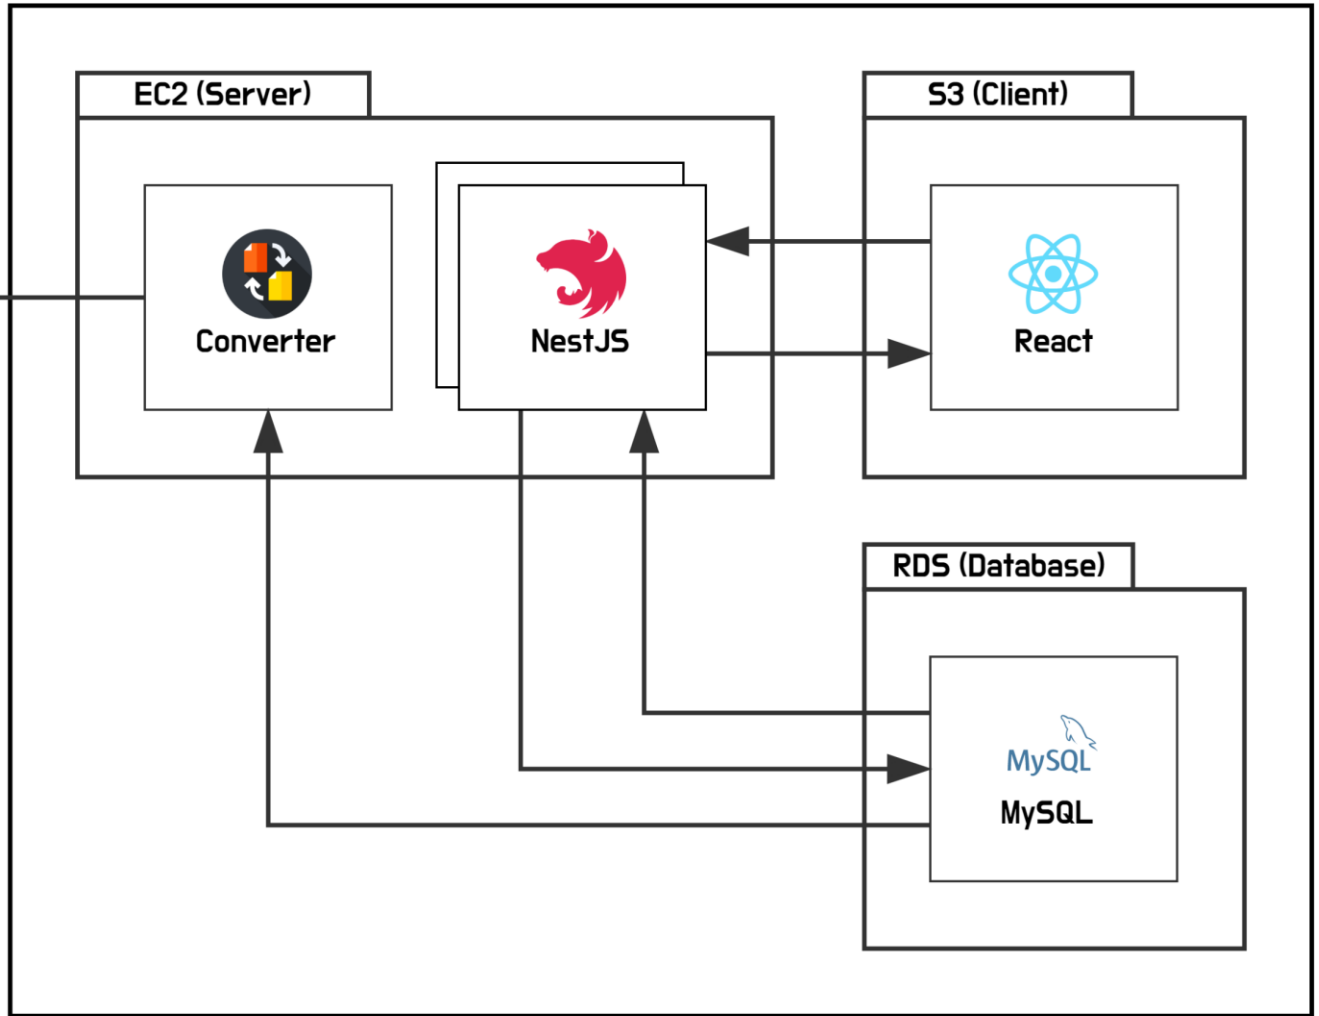 EC2 (Server)
S3 (Client)
Converter
NestJS
React
RDS (Database)
MySQL
MySQL